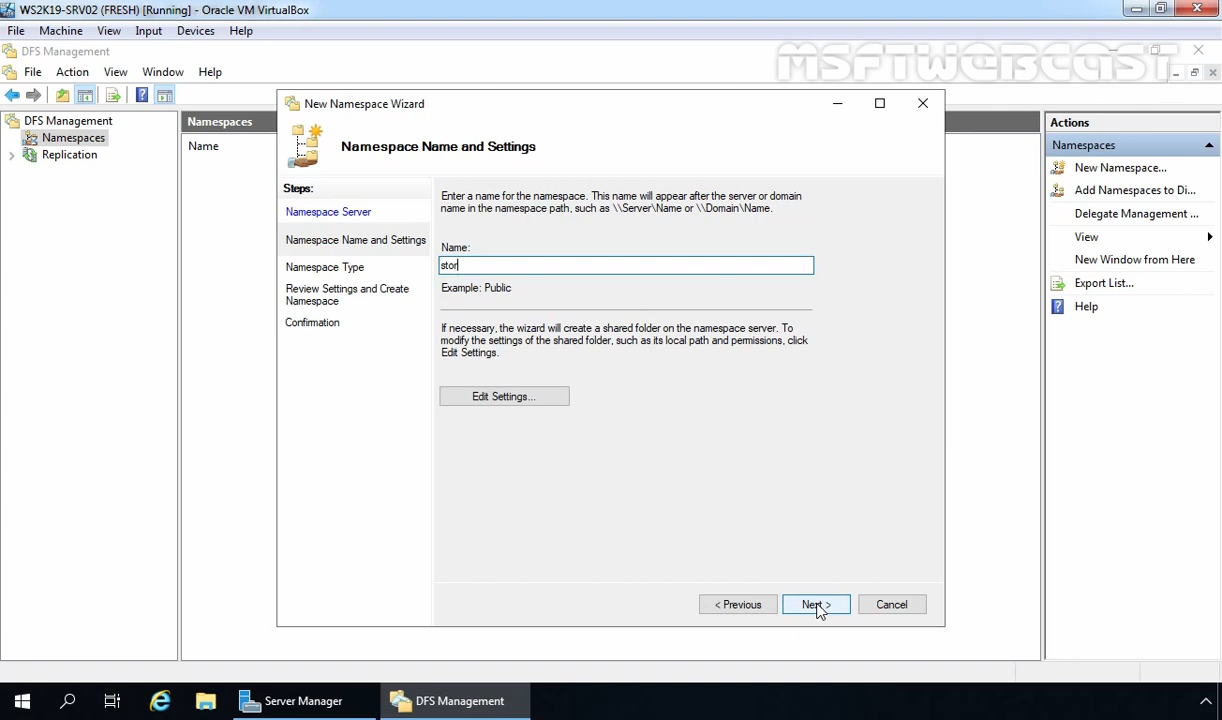 WS2K19-SRV02 (FRESH) [Running] - Oracle VM VirtualBox
File Machine View Input Devices Help
DFS Management
MSFTWEBCAST
File Action View Window Help
DFS Management
Namespaces
Replication
Namespaces
Name
New Namespace Wizard
Namespace Name and Settings
Steps:
Namespace Server
Namespace Name and Settings
Namespace Type
Review Settings and Create
Namespace
Confirmation
Enter a name for the namespace. This name will appear after the server or domain
name in the namespace path, such as \\Server\Name or \\Domain\Name.
Name:
stor
Example: Public
If necessary, the wizard will create a shared folder on the namespace server. To
modify the settings of the shared folder, such as its local path and permissions, click
Edit Settings.
Edit Settings...
< Previous Next > Cancel
Actions
Namespaces
New Namespace...
Add Namespaces to Di...
Delegate Management ...
View
New Window from Here
Export List...
Help
Server Manager
DFS Management